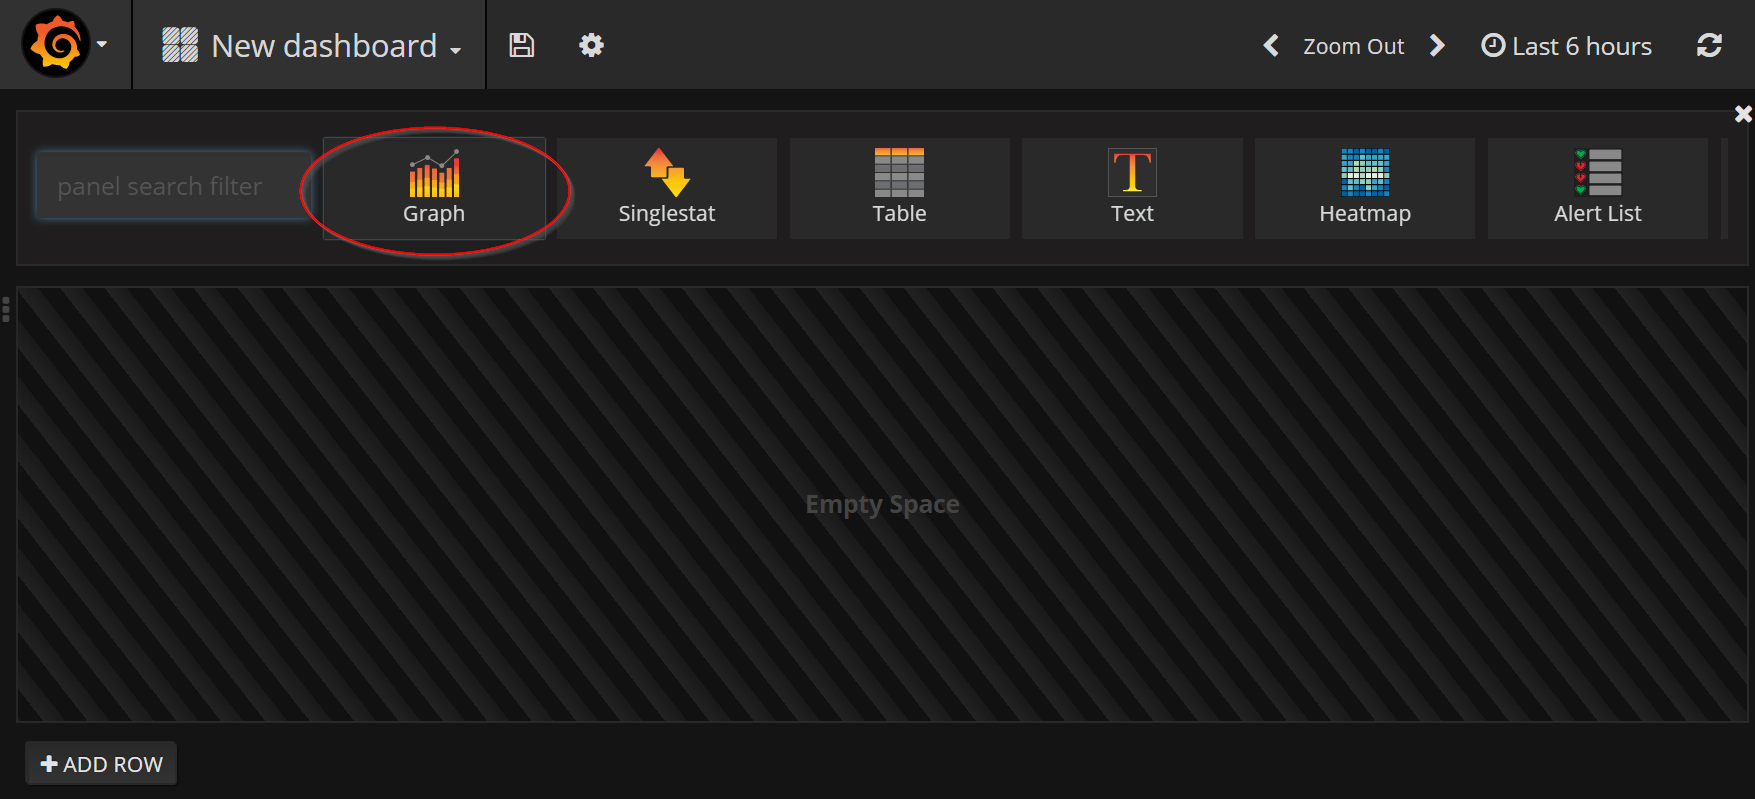 New dashboard
Zoom Out
Last 6 hours
panel search filter
Graph
Singlestat
Table
Text
Heatmap
Alert List
Empty Space
ADD ROW